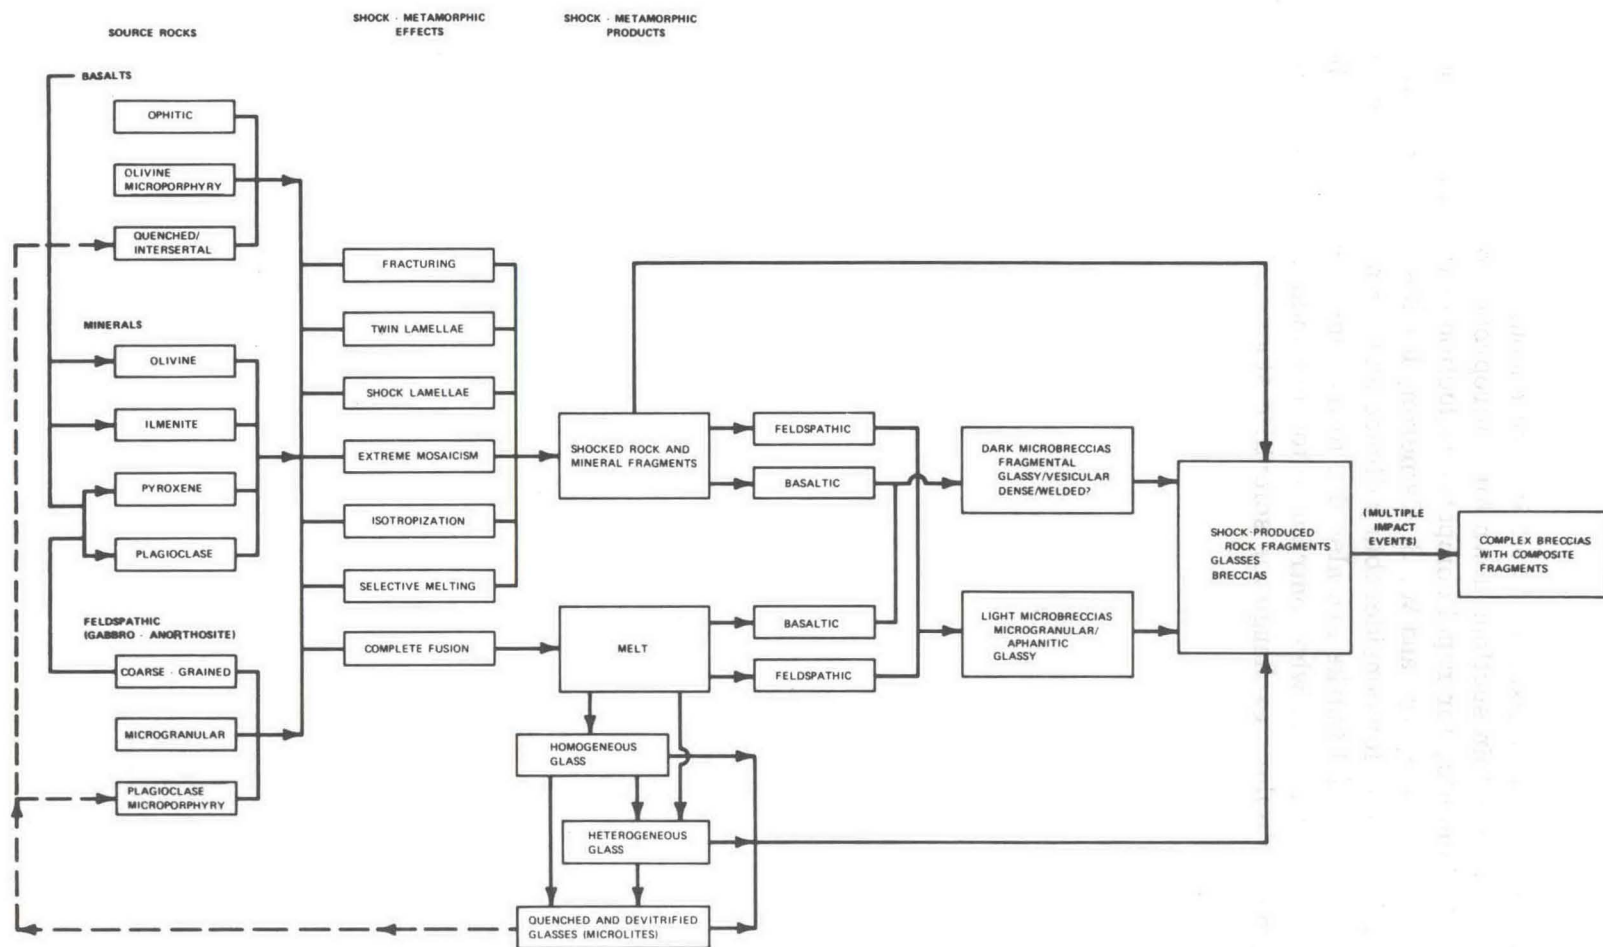 SOURCE ROCKS
SHOCK - METAMORPHIC
EFFECTS
SHOCK - METAMORPHIC
PRODUCTS
BASALTS
OPHITIC
OLIVINE
MICROPORPHYRY
QUENCHED/
INTERSERTAL
MINERALS
OLIVINE
ILMENITE
PYROXENE
PLAGIOCLASE
FELDSPATHIC
(GABBRO - ANORTHOSITE)
COARSE - GRAINED
MICROGRANULAR
PLAGIOCLASE
MICROPORPHYRY
FRACTURING
TWIN LAMELLAE
SHOCK LAMELLAE
EXTREME MOSAICISM
ISOTROPIZATION
SELECTIVE MELTING
COMPLETE FUSION
SHOCKED ROCK AND
MINERAL FRAGMENTS
MELT
HOMOGENEOUS
GLASS
HETEROGENEOUS
GLASS
QUENCHED AND DEVITRIFIED
GLASSES (MICROLITES)
FELDSPATHIC
BASALTIC
BASALTIC
FELDSPATHIC
DARK MICROBRECCIAS
FRAGMENTAL
GLASSY/VESICULAR
DENSE/WELDED?
LIGHT MICROBRECCIAS
MICROGRANULAR/
APHANITIC
GLASSY
SHOCK-PRODUCED
ROCK FRAGMENTS
GLASSES
BRECCIAS
(MULTIPLE
IMPACT
EVENTS)
COMPLEX BRECCIAS
WITH COMPOSITE
FRAGMENTS